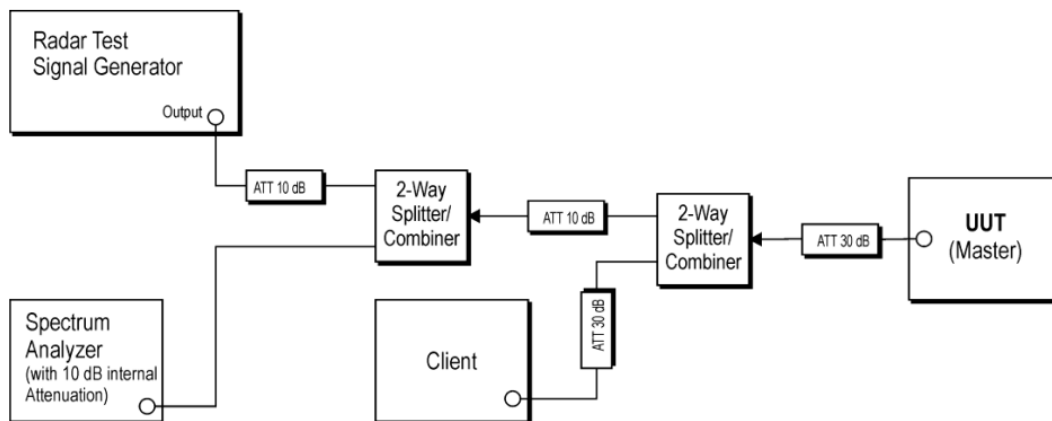 Radar Test
Signal Generator
Output
ATT 10 dB
2-Way
Splitter/
Combiner
ATT 10 dB
2-Way
Splitter/
Combiner
ATT 30 dB
UUT
(Master)
Spectrum
Analyzer
(with 10 dB internal
Attenuation)
Client
ATT 30 dB